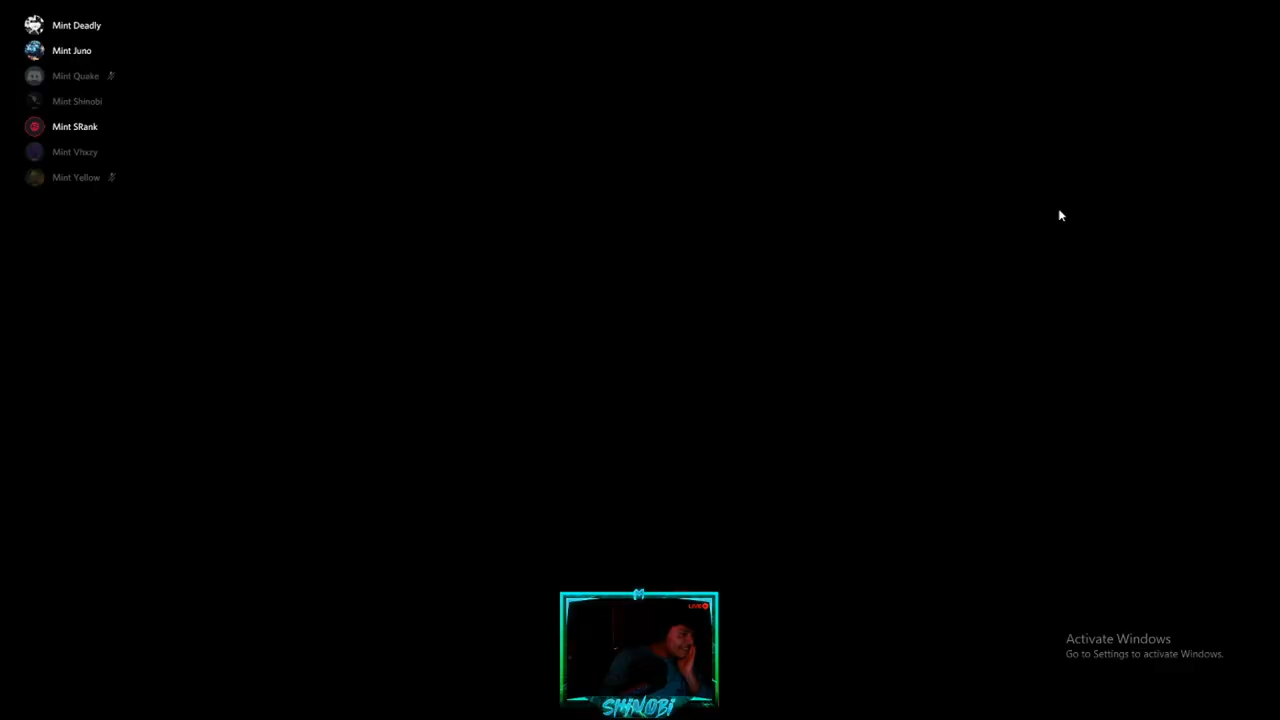 Mint Deadly
Mint Juno
Mint Quake
Mint Shinobi
Mint SRank
Mint Vhxzy
Mint Yellow
LIVE
SHINOBI
Activate Windows
Go to Settings to activate Windows.